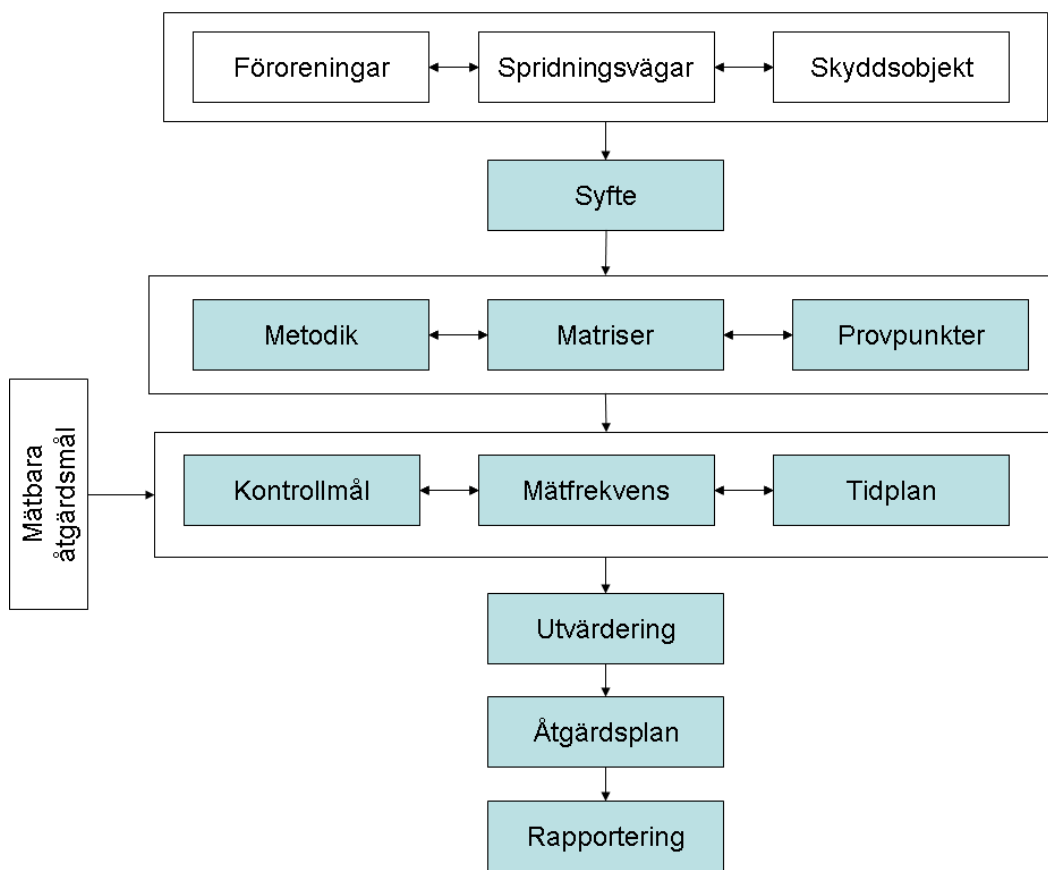 Föroreningar
Spridningsvägar
Skyddsobjekt
Syfte
Metodik
Matriser
Provpunkter
Mätbara
åtgärdsmål
Kontrollmål
Mätfrekvens
Tidplan
Utvärdering
Åtgärdsplan
Rapportering